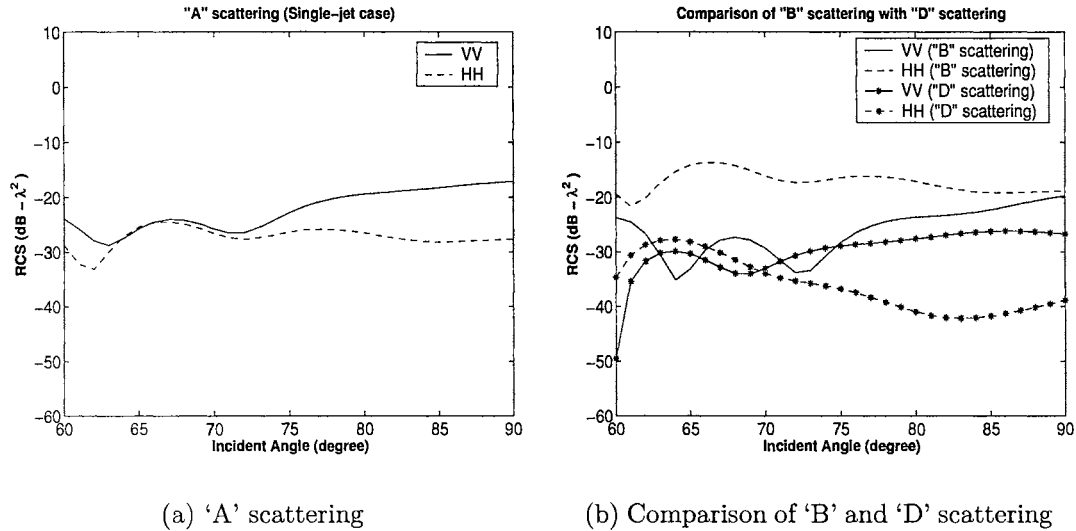 "A" scattering (Single-jet case)
10
0
−10
−20
−30
−40
−50
−60
RCS (dB − λ²)
VV
HH
60
65
70
75
80
85
90
Incident Angle (degree)
(a) ‘A’ scattering
Comparison of "B" scattering with "D" scattering
10
0
−10
−20
−30
−40
−50
−60
RCS (dB − λ²)
VV ("B" scattering)
HH ("B" scattering)
VV ("D" scattering)
HH ("D" scattering)
60
65
70
75
80
85
90
Incident Angle (degree)
(b) Comparison of ‘B’ and ‘D’ scattering